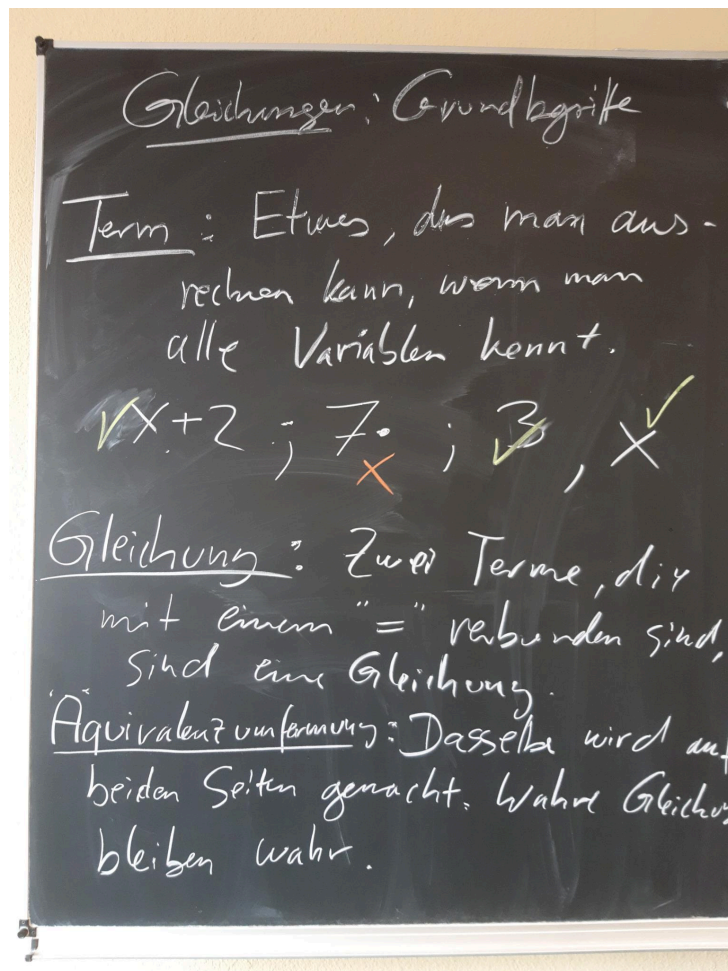 Gleichungen: Grundbegriffe
Term: Etwas, das man aus-
rechnen kann, wenn man
alle Variablen kennt.
✓x+2 ; 7· ; 3 , x ✓
Gleichung: Zwei Terme, die
mit einem "=" verbunden sind,
sind eine Gleichung.
Äquivalenzumformung: Dasselbe wird auf
beiden Seiten gemacht. Wahre
bleiben wahr.